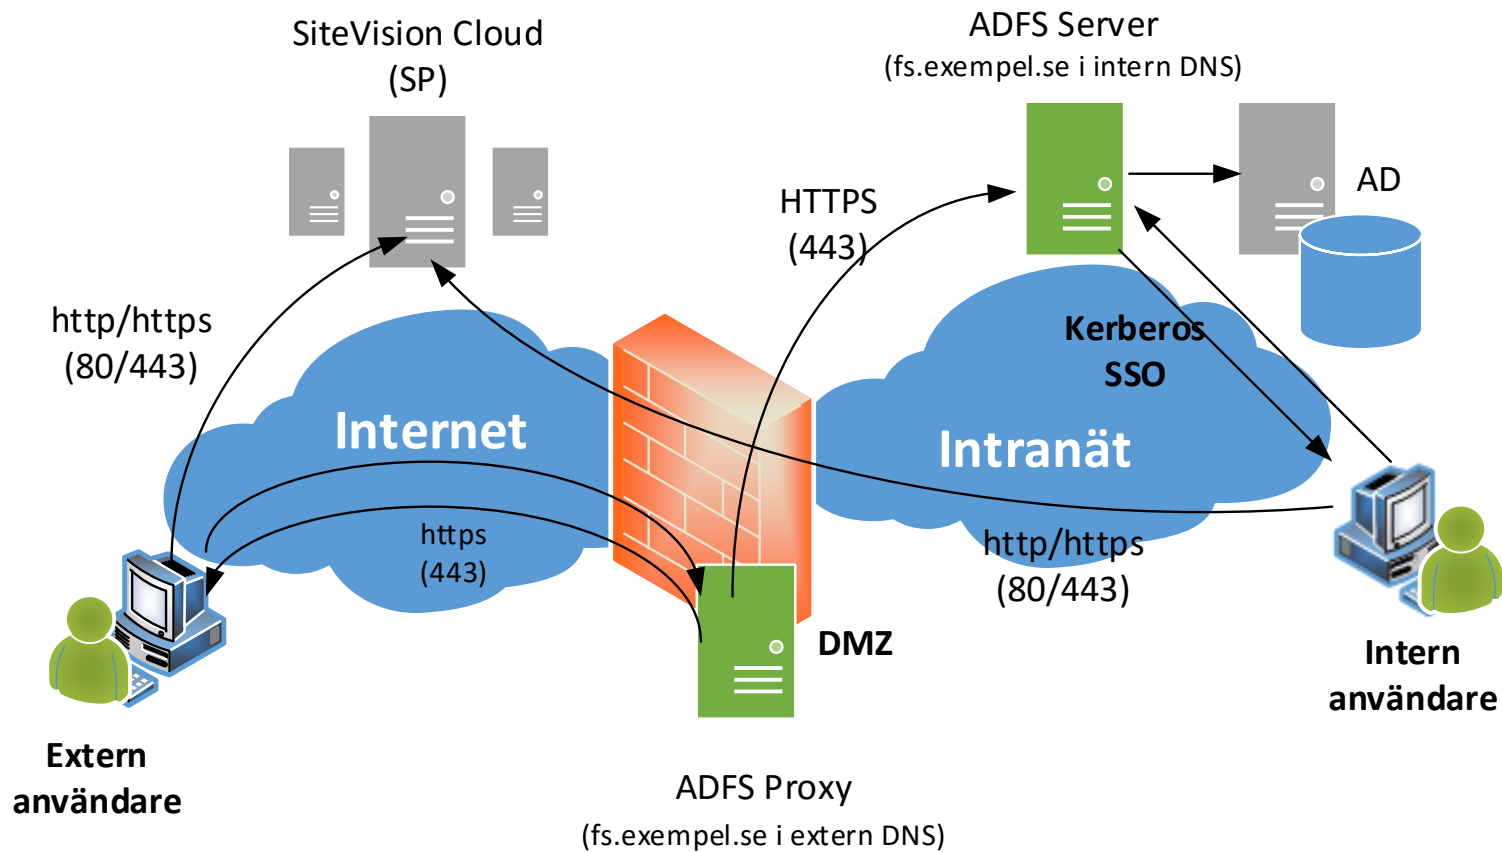 SiteVision Cloud
(SP)
ADFS Server
(fs.exempel.se i intern DNS)
AD
HTTPS
(443)
http/https
(80/443)
Kerberos
SSO
Internet
Intranät
https
(443)
http/https
(80/443)
DMZ
Intern
användare
Extern
användare
ADFS Proxy
(fs.exempel.se i extern DNS)